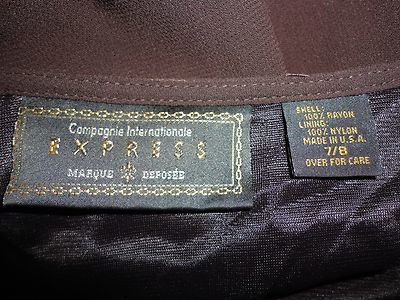 Compagnie Internationale
EXPRESS
MARQUE DEPOSÉE
SHELL:
100% RAYON
LINING:
100% NYLON
MADE IN U.S.A.
7/8
OVER FOR CARE